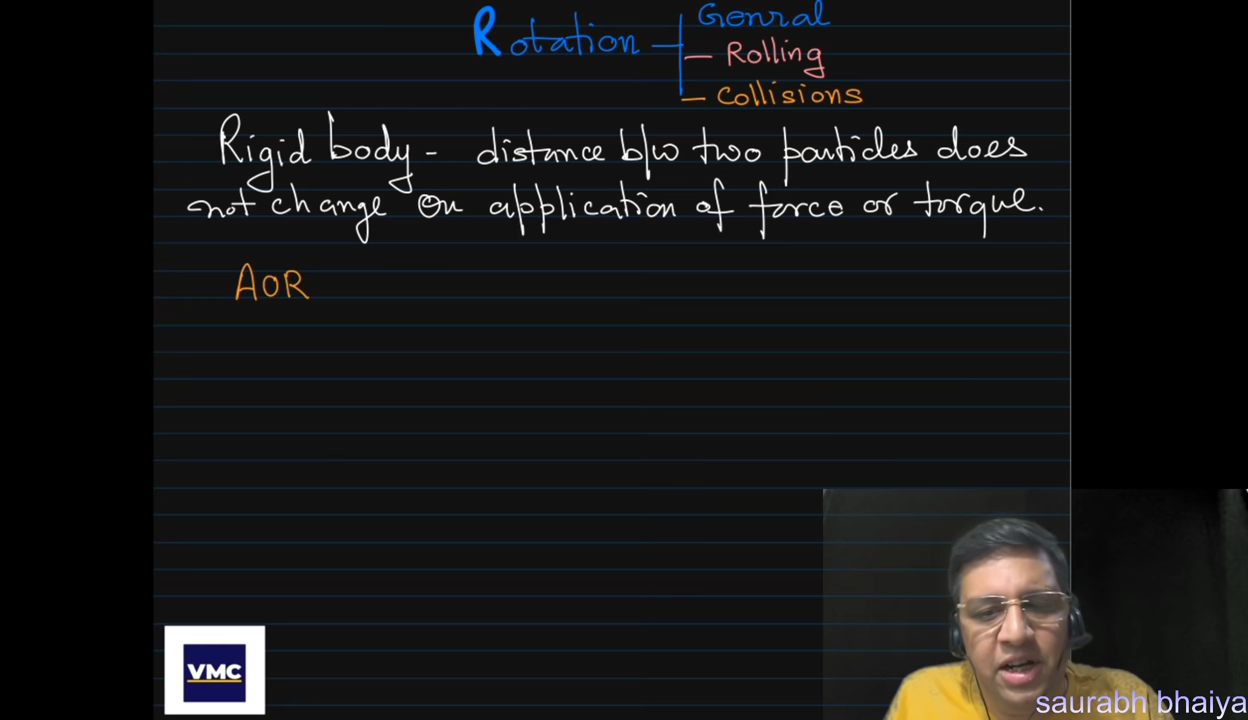 Rotation - Genral
- Rolling
- Collisions
Rigid body - distance b/w two particles does
not change on application of force or torque.
AOR
VMC
saurabh bhaiya